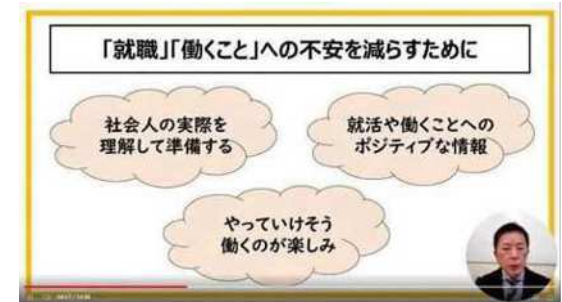 「就職」「働くこと」への不安を減らすために
社会人の実際を
理解して準備する
就活や働くことへの
ポジティブな情報
やっていけそう
働くのが楽しみ